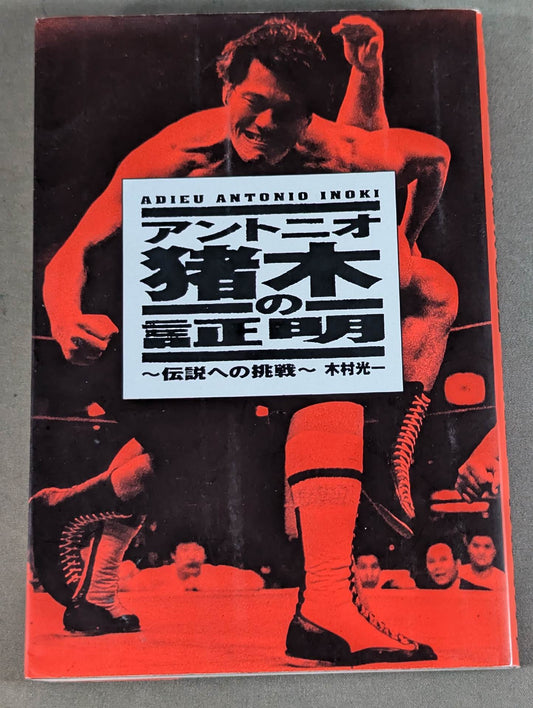 ADIEU ANTONIO INOKI
アントニオ
猪木
の
証明
～伝説への挑戦～ 木村光一